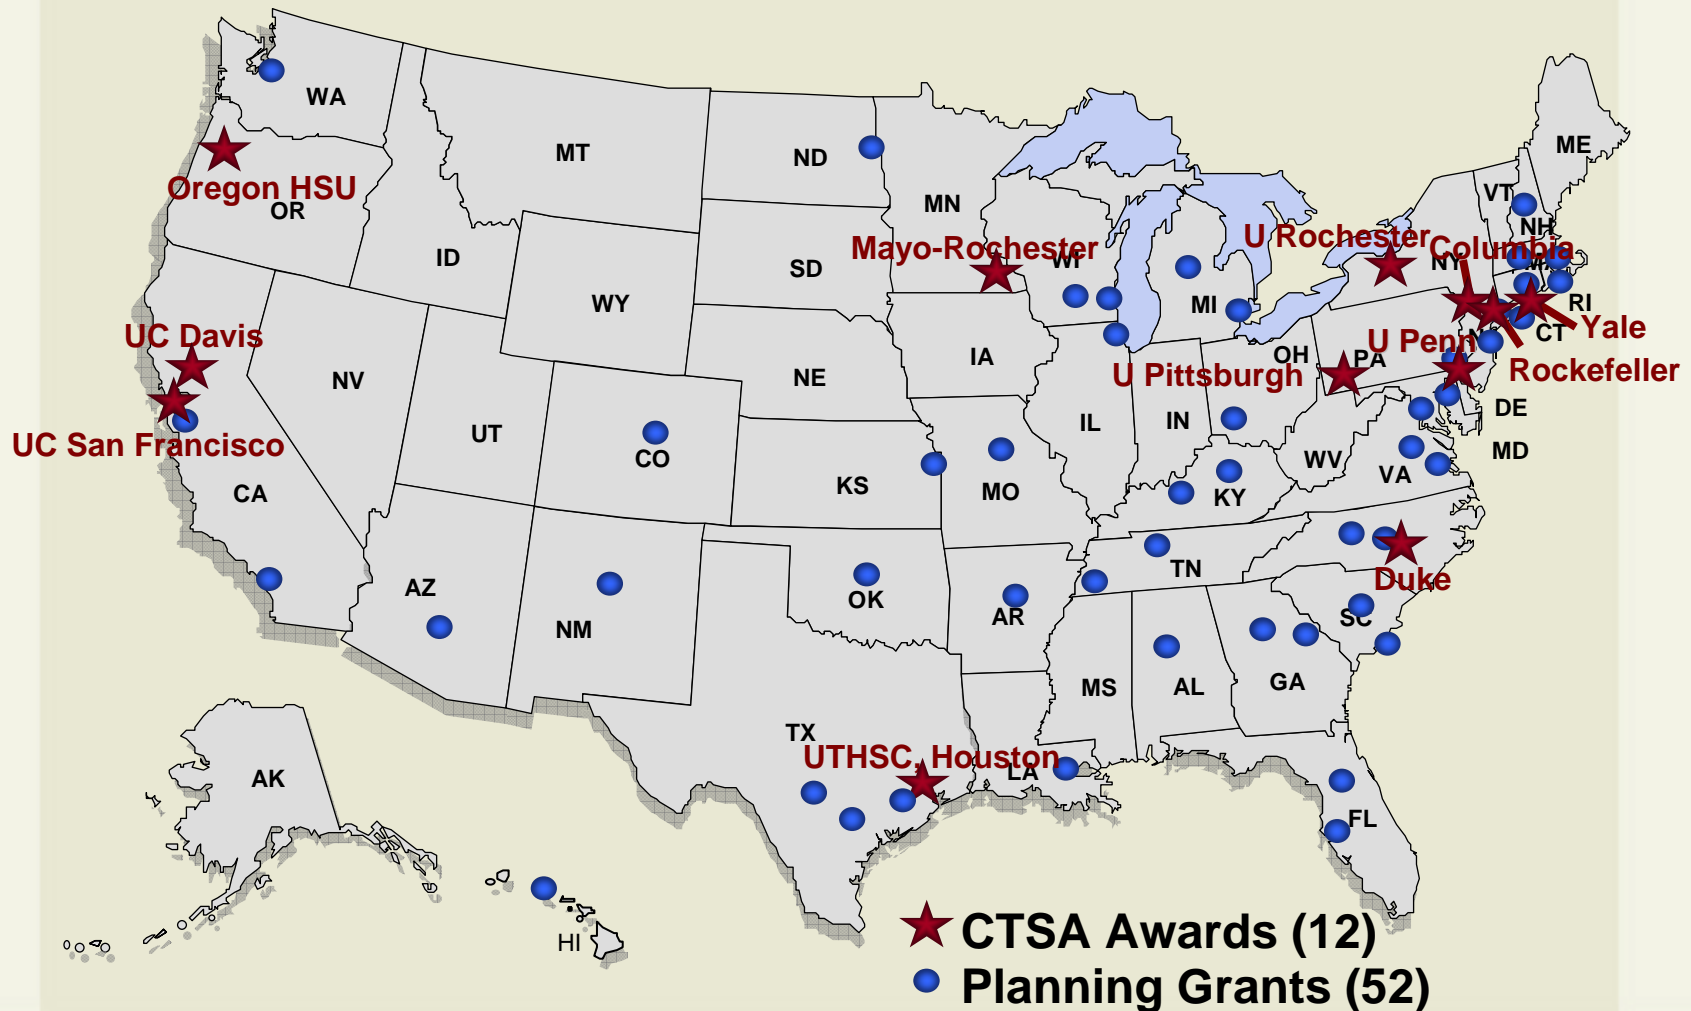 WA
MT
ND
ME
MN
VT
Oregon HSU
OR
NH
U Rochester
Columbia
Mayo-Rochester
WI
NY
ID
SD
WY
MI
RI
UC Davis
CT
Yale
U Penn
IA
OH
PA
Rockefeller
U Pittsburgh
NV
NE
DE
UT
IL
IN
UC San Francisco
MD
CO
WV
VA
CA
KS
MO
KY
TN
Duke
AZ
OK
AR
SC
NM
MS
AL
GA
TX
UTHSC, Houston
LA
AK
FL
HI
CTSA Awards (12)
Planning Grants (52)